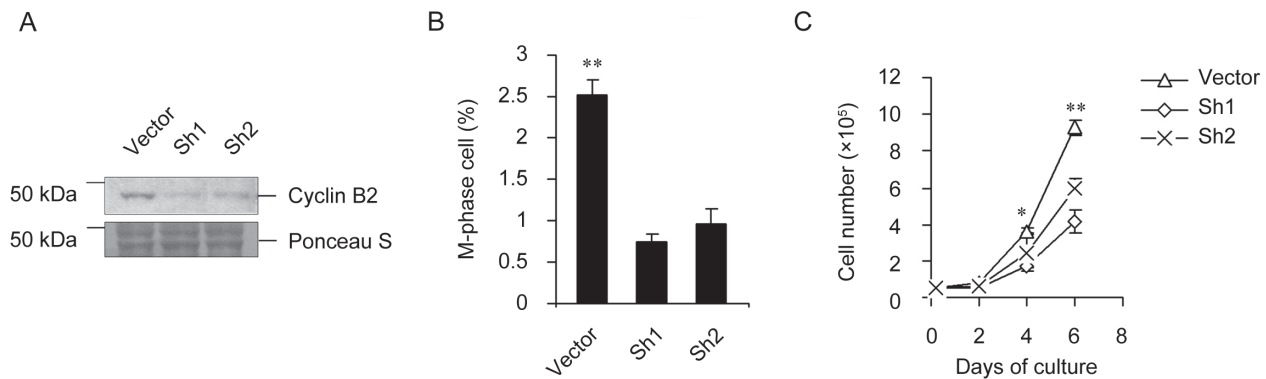 A
Vector
Sh1
Sh2
50 kDa
Cyclin B2
50 kDa
Ponceau S
B
M-phase cell (%)
3
2.5
2
1.5
1
0.5
0
**
Vector
Sh1
Sh2
C
Cell number (×10⁵)
12
10
8
6
4
2
0
*
**
0 2 4 6 8
Days of culture
Vector
Sh1
Sh2